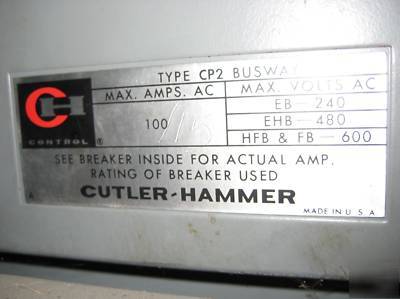 TYPE CP2 BUSWAY
CH
CONTROL
®
MAX. AMPS. AC
100
MAX. VOLTS AC
EB-240
EHB-480
HFB & FB-600
SEE BREAKER INSIDE FOR ACTUAL AMP.
RATING OF BREAKER USED
A
CUTLER-HAMMER
MADE IN U.S.A